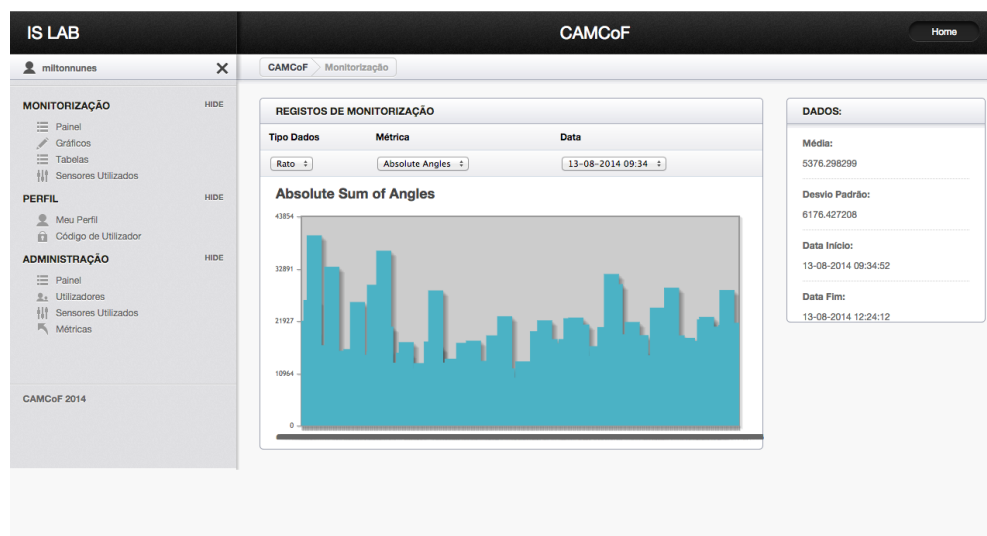 IS LAB
CAMCoF
Home
miltonnunes
CAMCoF Monitorização
MONITORIZAÇÃO HIDE
Painel
Gráficos
Tabelas
Sensores Utilizados
PERFIL HIDE
Meu Perfil
Código de Utilizador
ADMINISTRAÇÃO HIDE
Painel
Utilizadores
Sensores Utilizados
Métricas
CAMCoF 2014
REGISTOS DE MONITORIZAÇÃO
Tipo Dados Métrica Data
Rato Absolute Angles 13-08-2014 09:34
Absolute Sum of Angles
43854
32891
21927
10964
0
DADOS:
Média:
5376.298299
Desvio Padrão:
6176.427208
Data Início:
13-08-2014 09:34:52
Data Fim:
13-08-2014 12:24:12